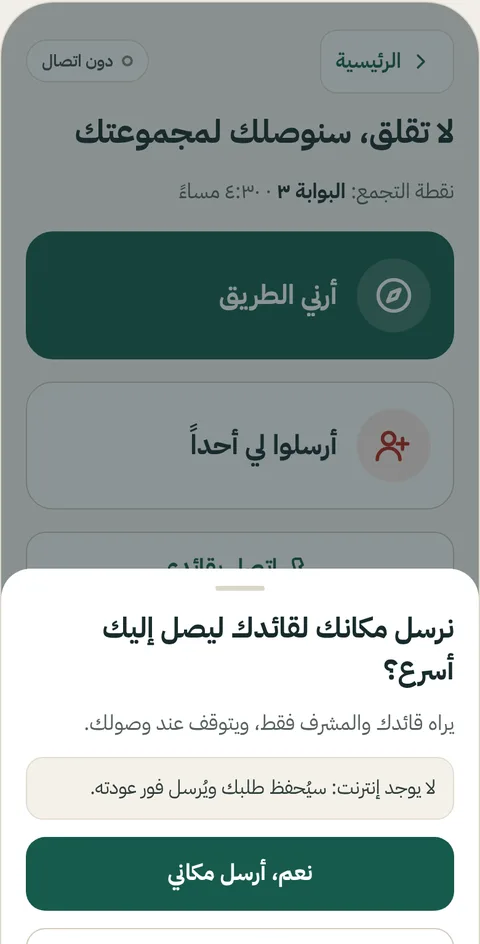 الرئيسية
دون اتصال
لا تقلق، سنوصلك لمجموعتك
نقطة التجمع: البوابة ٣ · ٤:٣٠ مساءً
أرني الطريق
أرسلوا لي أحداً
اتصل بقائدي
نرسل مكانك لقائدك ليصل إليك
أسرع؟
يراه قائدك والمشرف فقط، ويتوقف عند وصولك.
لا يوجد إنترنت: سيُحفظ طلبك ويُرسل فور عودته.
نعم، أرسل مكاني